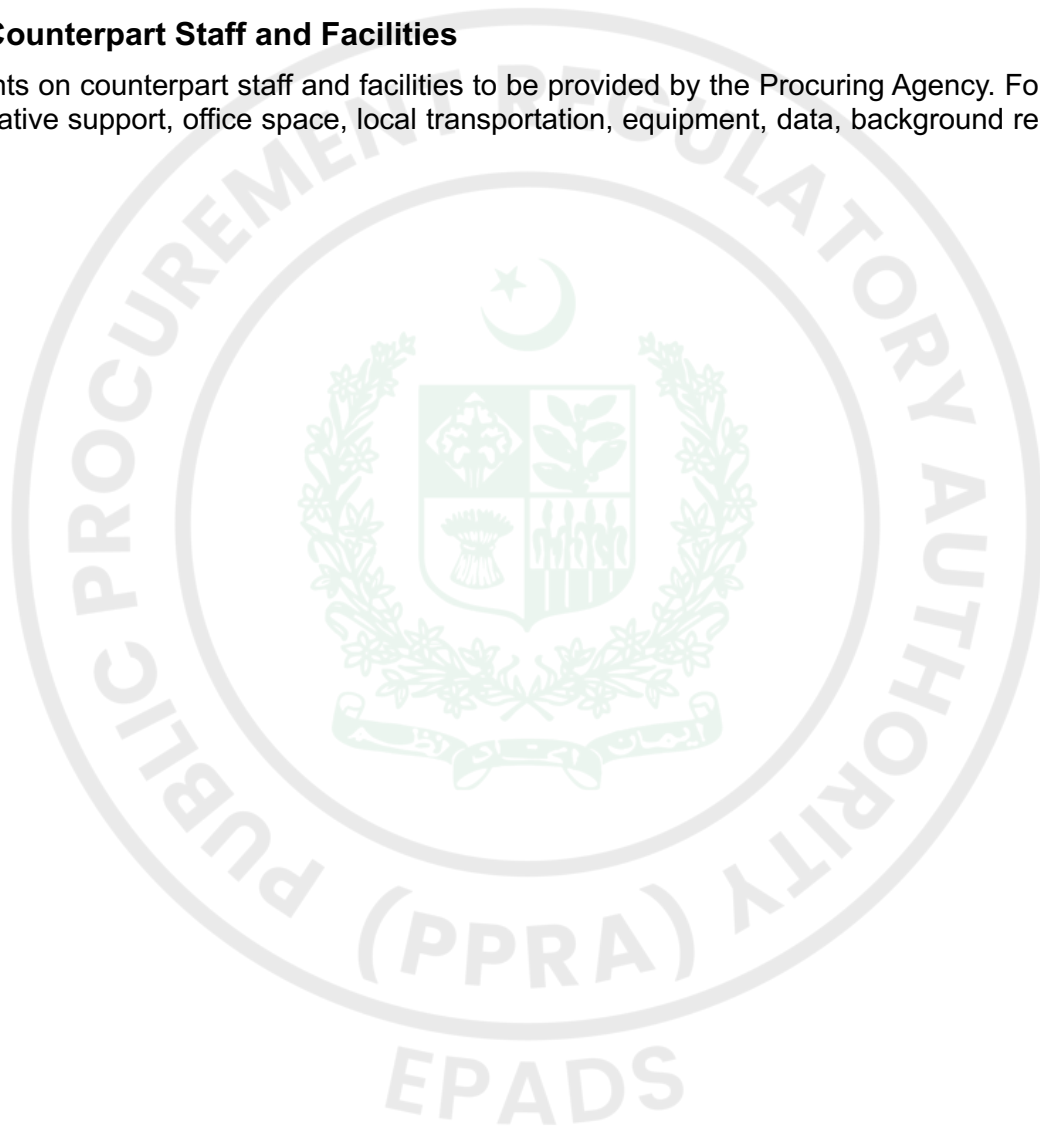 Counterpart Staff and Facilities
nts on counterpart staff and facilities to be provided by the Procuring Agency. Fo
ative support, office space, local transportation, equipment, data, background re
PUBLIC PROCUREMENT REGULATORY AUTHORITY
(PPRA)
EPADS